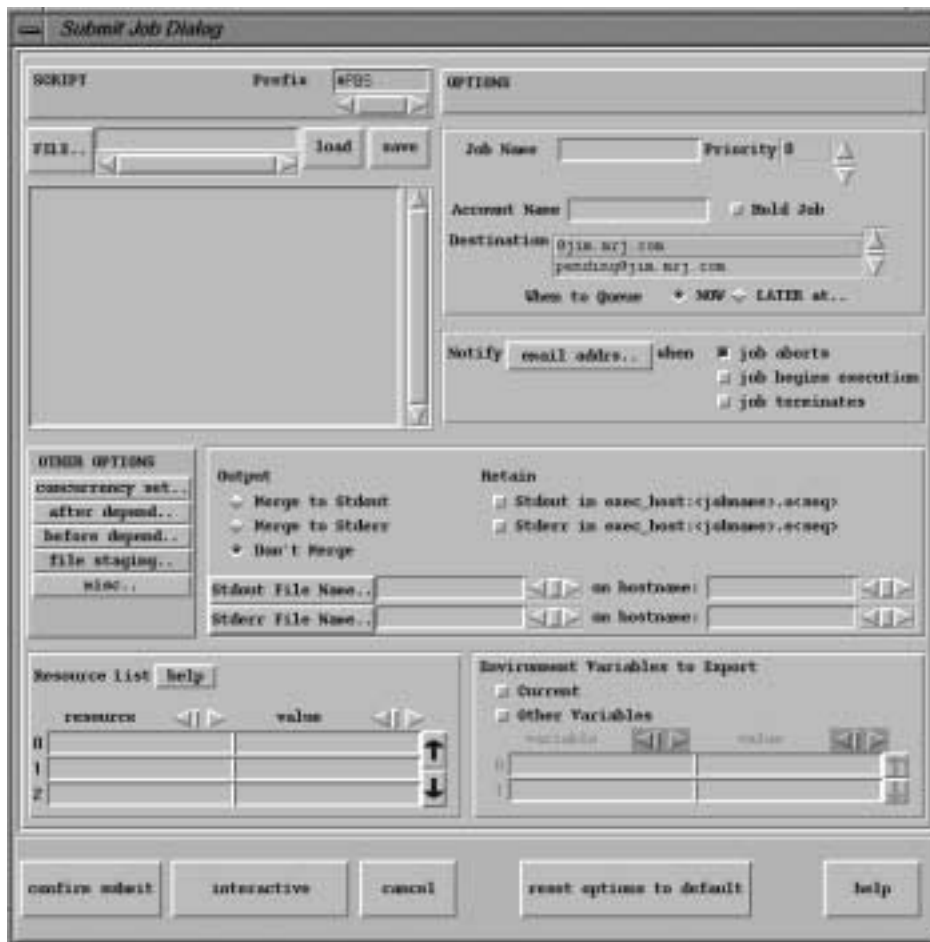 Submit Job Dialog
SCRIPT Prefix #PBS
OPTIONS
FILE.. load save
Job Name Priority 0
Account Name Hold Job
Destination @jim.mrj.com
pending@jim.mrj.com
When to Queue NOW LATER at..
Notify email addrs.. when job aborts
job begins execution
job terminates
OTHER OPTIONS
concurrency set..
after depend..
before depend..
file staging..
misc..
Output
Merge to Stdout
Merge to Stderr
Don't Merge
Retain
Stdout in exec_host:<jobname>.o<seq>
Stderr in exec_host:<jobname>.e<seq>
Stdout File Name.. on hostname:
Stderr File Name.. on hostname:
Resource List help
resource value
0
1
2
Environment Variables to Export
Current
Other Variables
variable value
0
1
confirm submit interactive cancel reset options to default help